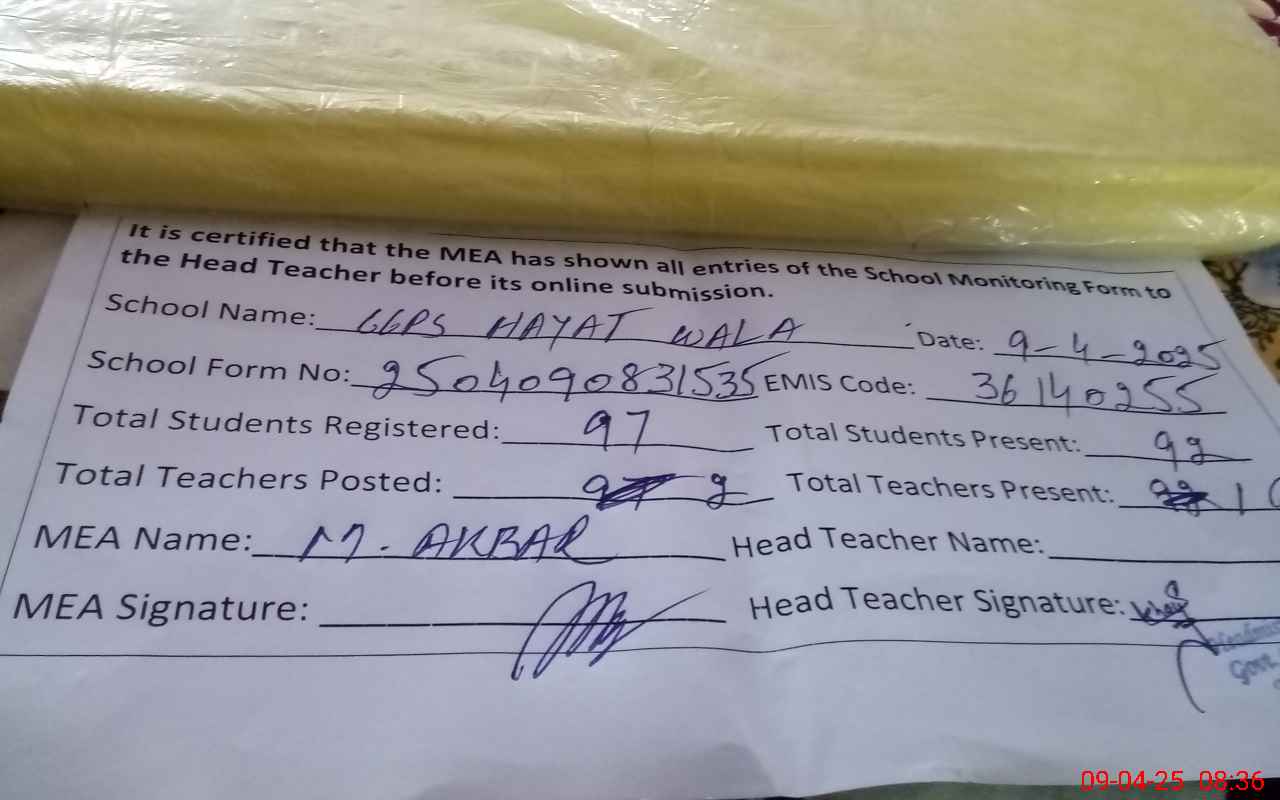 It is certified that the MEA has shown all entries of the School Monitoring Form to
the Head Teacher before its online submission.
School Name: GGPS HAYAT WALA Date: 9-4-2025
School Form No: 2504090831535 EMIS Code: 36140255
Total Students Registered: 97 Total Students Present: 92
Total Teachers Posted: 2 Total Teachers Present:
MEA Name: M. AKBAR Head Teacher Name:
MEA Signature: Head Teacher Signature:
Govt.
09-04-25 08:36